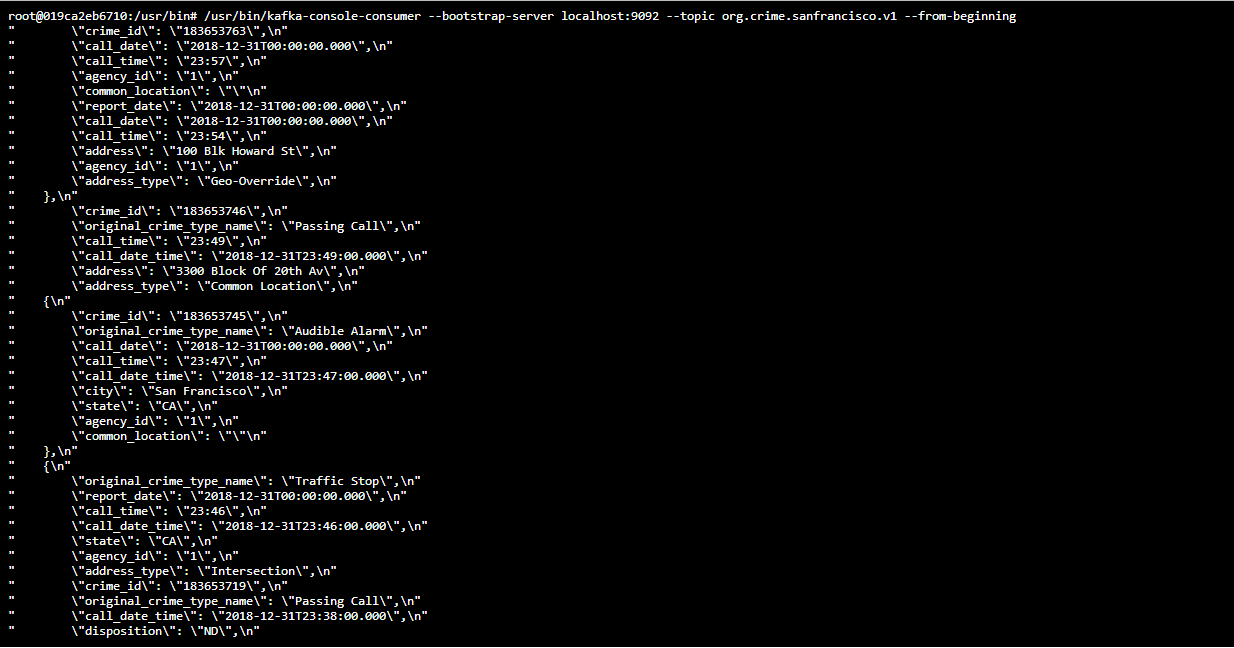 root@019ca2eb6710:/usr/bin# /usr/bin/kafka-console-consumer --bootstrap-server localhost:9092 --topic org.crime.sanfrancisco.v1 --from-beginning
"        \"crime_id\": \"183653763\",\n"
"        \"call_date\": \"2018-12-31T00:00:00.000\",\n"
"        \"call_time\": \"23:57\",\n"
"        \"agency_id\": \"1\",\n"
"        \"common_location\": \"\"\n"
"        \"report_date\": \"2018-12-31T00:00:00.000\",\n"
"        \"call_date\": \"2018-12-31T00:00:00.000\",\n"
"        \"call_time\": \"23:54\",\n"
"        \"address\": \"100 Blk Howard St\",\n"
"        \"agency_id\": \"1\",\n"
"        \"address_type\": \"Geo-Override\",\n"
"    },\n"
"        \"crime_id\": \"183653746\",\n"
"        \"original_crime_type_name\": \"Passing Call\",\n"
"        \"call_time\": \"23:49\",\n"
"        \"call_date_time\": \"2018-12-31T23:49:00.000\",\n"
"        \"address\": \"3300 Block Of 20th Av\",\n"
"        \"address_type\": \"Common Location\",\n"
"    {\n"
"        \"crime_id\": \"183653745\",\n"
"        \"original_crime_type_name\": \"Audible Alarm\",\n"
"        \"call_date\": \"2018-12-31T00:00:00.000\",\n"
"        \"call_time\": \"23:47\",\n"
"        \"call_date_time\": \"2018-12-31T23:47:00.000\",\n"
"        \"city\": \"San Francisco\",\n"
"        \"state\": \"CA\",\n"
"        \"agency_id\": \"1\",\n"
"        \"common_location\": \"\"\n"
"    },\n"
"    {\n"
"        \"original_crime_type_name\": \"Traffic Stop\",\n"
"        \"report_date\": \"2018-12-31T00:00:00.000\",\n"
"        \"call_time\": \"23:46\",\n"
"        \"call_date_time\": \"2018-12-31T23:46:00.000\",\n"
"        \"state\": \"CA\",\n"
"        \"agency_id\": \"1\",\n"
"        \"address_type\": \"Intersection\",\n"
"        \"crime_id\": \"183653719\",\n"
"        \"original_crime_type_name\": \"Passing Call\",\n"
"        \"call_date_time\": \"2018-12-31T23:38:00.000\",\n"
"        \"disposition\": \"ND\",\n"